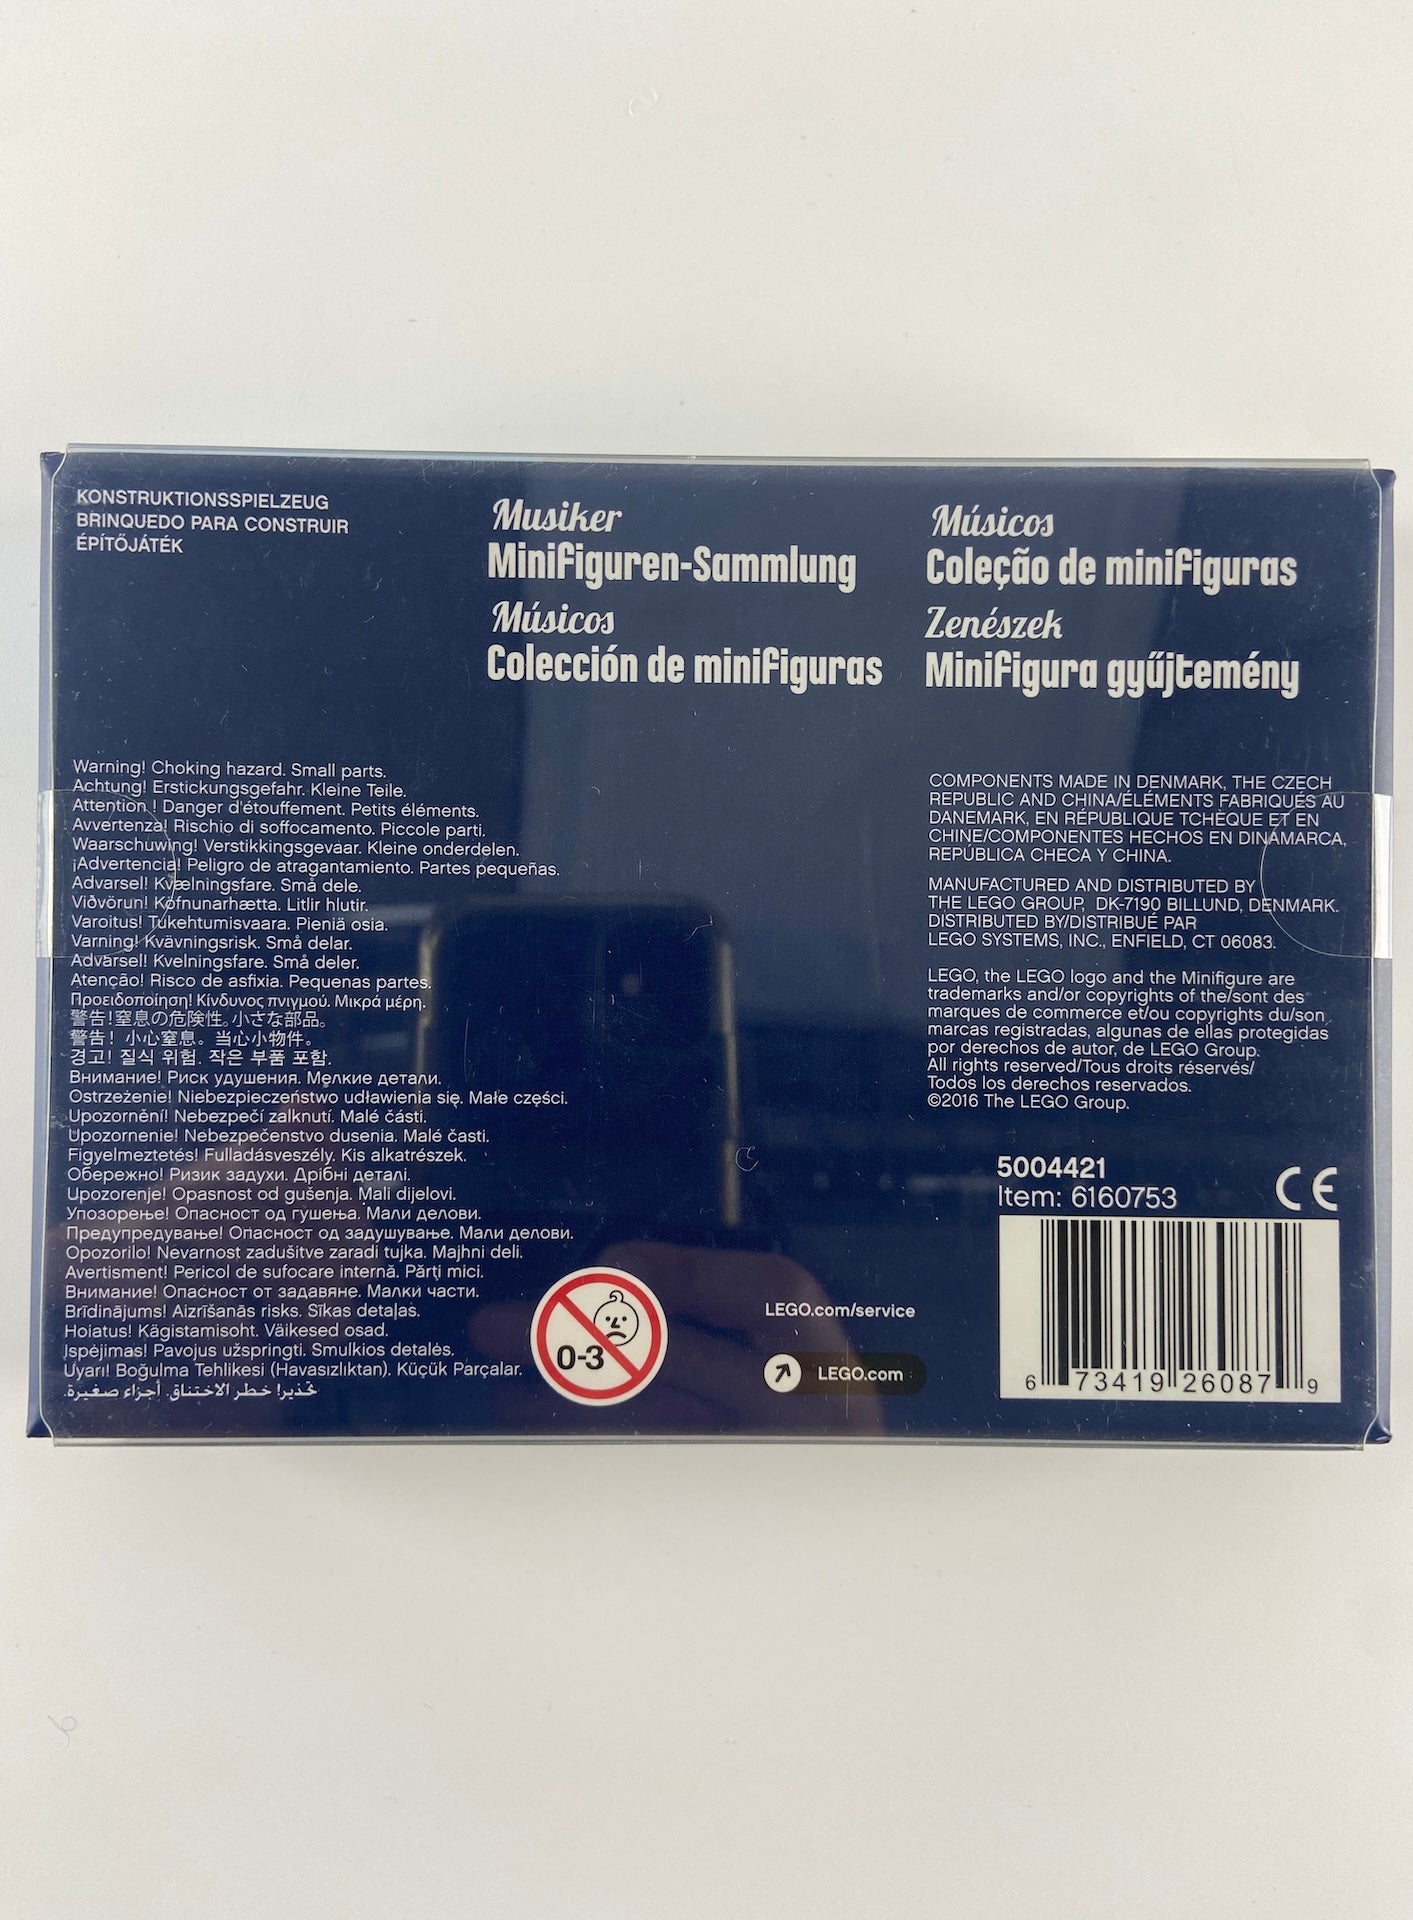 KONSTRUKTIONSSPIELZEUG
BRINQUEDO PARA CONSTRUIR
ÉPÍTŐJÁTÉK
Musiker
Minifiguren-Sammlung
Músicos
Colección de minifiguras
Músicos
Coleção de minifiguras
Zenészek
Minifigura gyűjtemény
Warning! Choking hazard. Small parts.
Achtung! Erstickungsgefahr. Kleine Teile.
Attention ! Danger d'étouffement. Petits éléments.
Avvertenza! Rischio di soffocamento. Piccole parti.
Waarschuwing! Verstikkingsgevaar. Kleine onderdelen.
¡Advertencia! Peligro de atragantamiento. Partes pequeñas.
Advarsel! Kvælningsfare. Små dele.
Viðvörun! Köfnunarhætta. Litlir hlutir.
Varoitus! Tukehtumisvaara. Pieniä osia.
Varning! Kvävningsrisk. Små delar.
Advarsel! Kvelningsfare. Små deler.
Atenção! Risco de asfixia. Pequenas partes.
Προειδοποίηση! Κίνδυνος πνιγμού. Μικρά μέρη.
警告!窒息の危険性。小さな部品。
警告！小心窒息。当心小物件。
경고! 질식 위험. 작은 부품 포함.
Внимание! Риск удушения. Мелкие детали.
Ostrzeżenie! Niebezpieczeństwo udławienia się. Małe części.
Upozornění! Nebezpečí zalknutí. Malé části.
Upozornenie! Nebezpečenstvo dusenia. Malé časti.
Figyelmeztetés! Fulladásveszély. Kis alkatrészek.
Обережно! Ризик задухи. Дрібні деталі.
Upozorenje! Opasnost od gušenja. Mali dijelovi.
Упозорење! Опасност од гушења. Мали делови.
Предупредување! Опасност од задушување. Мали делови.
Opozorilo! Nevarnost zadušitve zaradi tujka. Majhni deli.
Avertisment! Pericol de sufocare internă. Părţi mici.
Внимание! Опасност от задавяне. Малки части.
Brīdinājums! Aizrīšanās risks. Sīkas detaļas.
Hoiatus! Kägistamisoht. Väikesed osad.
Įspėjimas! Pavojus užspringti. Smulkios detalės.
Uyarı! Boğulma Tehlikesi (Havasızlıktan). Küçük Parçalar.
تحذير! خطر الاختناق. أجزاء صغيرة.
0-3
COMPONENTS MADE IN DENMARK, THE CZECH
REPUBLIC AND CHINA/ÉLÉMENTS FABRIQUÉS AU
DANEMARK, EN RÉPUBLIQUE TCHÈQUE ET EN
CHINE/COMPONENTES HECHOS EN DINAMARCA,
REPÚBLICA CHECA Y CHINA.
MANUFACTURED AND DISTRIBUTED BY
THE LEGO GROUP, DK-7190 BILLUND, DENMARK.
DISTRIBUTED BY/DISTRIBUÉ PAR
LEGO SYSTEMS, INC., ENFIELD, CT 06083.
LEGO, the LEGO logo and the Minifigure are
trademarks and/or copyrights of the/sont des
marques de commerce et/ou copyrights du/son
marcas registradas, algunas de ellas protegidas
por derechos de autor, de LEGO Group.
All rights reserved/Tous droits réservés/
Todos los derechos reservados.
©2016 The LEGO Group.
5004421
Item: 6160753
CE
6 73419 26087 9
LEGO.com/service
LEGO.com